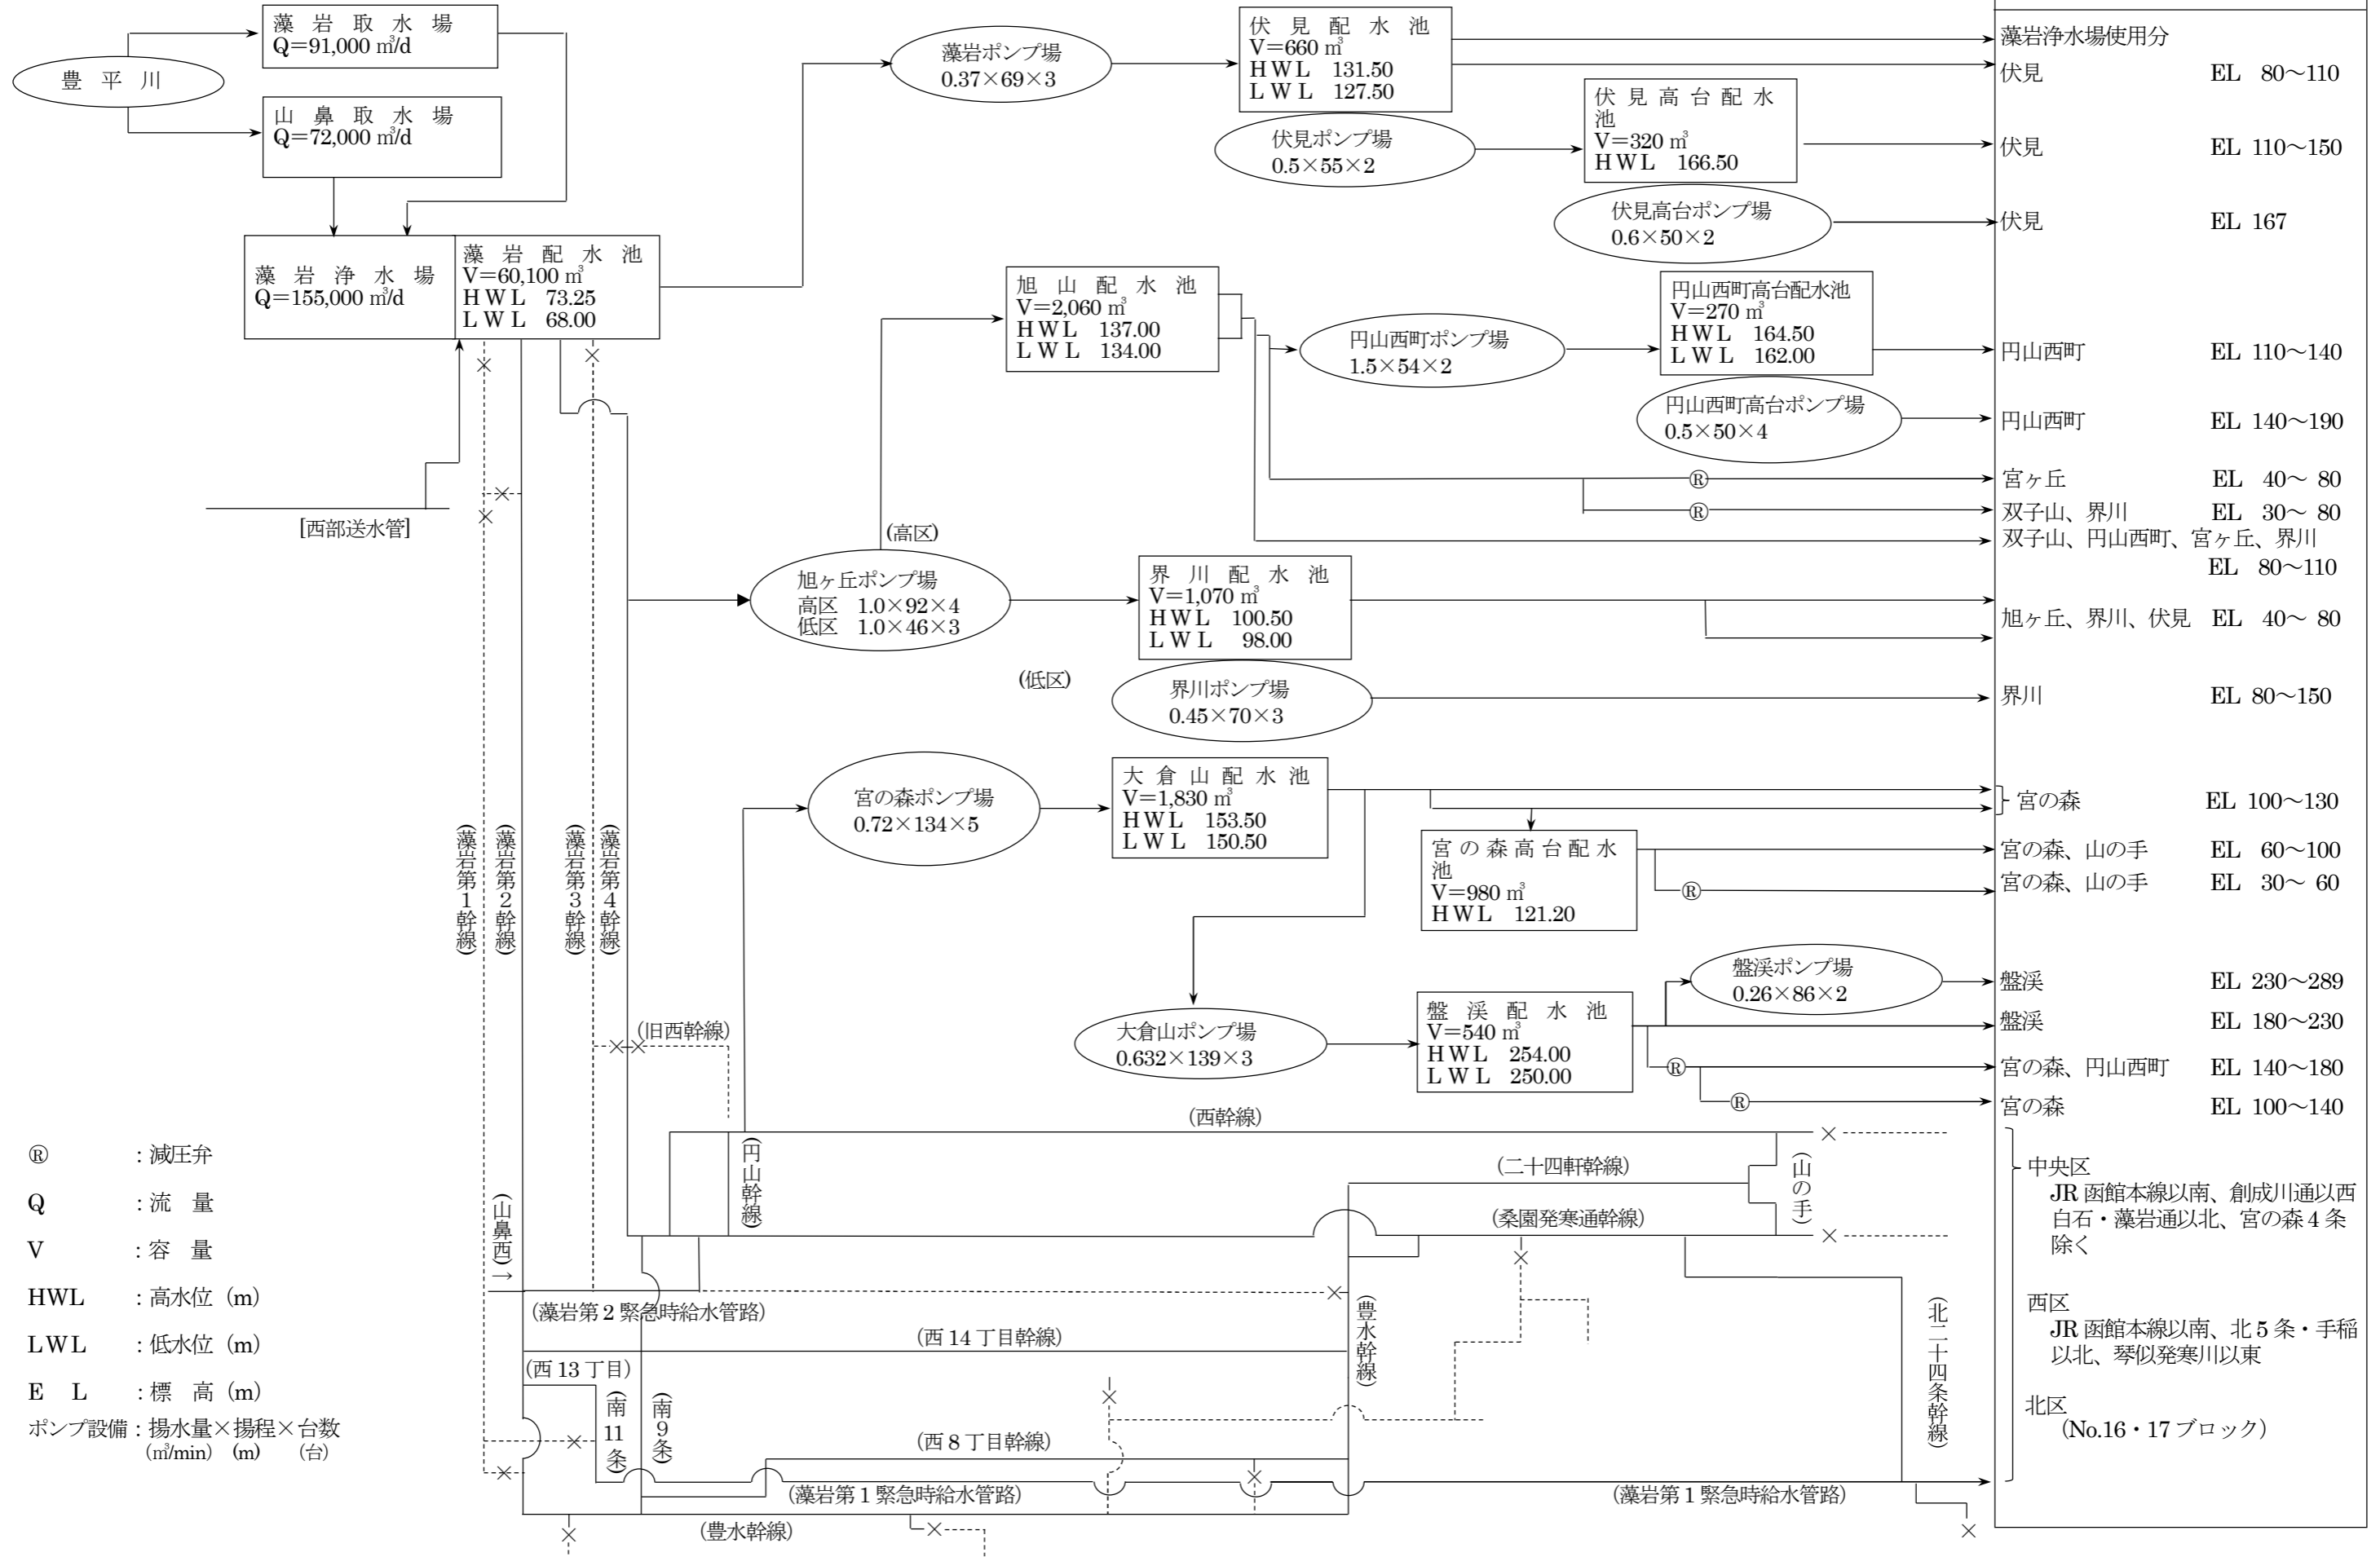 豊 平 川
藻 岩 取 水 場
Q=91,000 ㎥/d
山 鼻 取 水 場
Q=72,000 ㎥/d
藻 岩 浄 水 場
Q=155,000 ㎥/d
藻 岩 配 水 池
V=60,100 ㎥
HWL 73.25
LWL 68.00
[西部送水管]
藻岩ポンプ場
0.37×69×3
伏 見 配 水 池
V=660 ㎥
HWL 131.50
LWL 127.50
伏見ポンプ場
0.5×55×2
伏 見 高 台 配 水
池
V=320 ㎥
HWL 166.50
伏見高台ポンプ場
0.6×50×2
旭 山 配 水 池
V=2,060 ㎥
HWL 137.00
LWL 134.00
円山西町ポンプ場
1.5×54×2
円山西町高台配水池
V=270 ㎥
HWL 164.50
LWL 162.00
円山西町高台ポンプ場
0.5×50×4
Ⓡ
Ⓡ
(高区)
旭ヶ丘ポンプ場
高区 1.0×92×4
低区 1.0×46×3
(低区)
界 川 配 水 池
V=1,070 ㎥
HWL 100.50
LWL 98.00
界川ポンプ場
0.45×70×3
宮の森ポンプ場
0.72×134×5
大 倉 山 配 水 池
V=1,830 ㎥
HWL 153.50
LWL 150.50
宮 の 森 高 台 配 水
池
V=980 ㎥
HWL 121.20
Ⓡ
大倉山ポンプ場
0.632×139×3
盤 渓 配 水 池
V=540 ㎥
HWL 254.00
LWL 250.00
盤渓ポンプ場
0.26×86×2
Ⓡ
Ⓡ
藻岩浄水場使用分
伏見 EL 80～110
伏見 EL 110～150
伏見 EL 167
円山西町 EL 110～140
円山西町 EL 140～190
宮ヶ丘 EL 40～ 80
双子山、界川 EL 30～ 80
双子山、円山西町、宮ヶ丘、界川
EL 80～110
旭ヶ丘、界川、伏見 EL 40～ 80
界川 EL 80～150
宮の森 EL 100～130
宮の森、山の手 EL 60～100
宮の森、山の手 EL 30～ 60
盤渓 EL 230～289
盤渓 EL 180～230
宮の森、円山西町 EL 140～180
宮の森 EL 100～140
中央区
JR 函館本線以南、創成川通以西
白石・藻岩通以北、宮の森 4 条
除く
西区
JR 函館本線以南、北 5 条・手稲
以北、琴似発寒川以東
北区
（No.16・17 ブロック）
(藻岩第1幹線)
(藻岩第2幹線)
(藻岩第3幹線)
(藻岩第4幹線)
(旧西幹線)
(西幹線)
(円山幹線)
(二十四軒幹線)
(山の手)
(桑園発寒通幹線)
(山鼻西)→
(藻岩第 2 緊急時給水管路)
(西 14 丁目幹線)
(豊水幹線)
(北二十四条幹線)
(西 13 丁目)
(南11条)
(南9条)
(西 8 丁目幹線)
(藻岩第 1 緊急時給水管路)
(藻岩第 1 緊急時給水管路)
(豊水幹線)
Ⓡ ：減圧弁
Q ：流 量
V ：容 量
HWL ：高水位（m）
LWL ：低水位（m）
E L ：標 高（m）
ポンプ設備：揚水量×揚程×台数
（㎥/min） （m） （台）